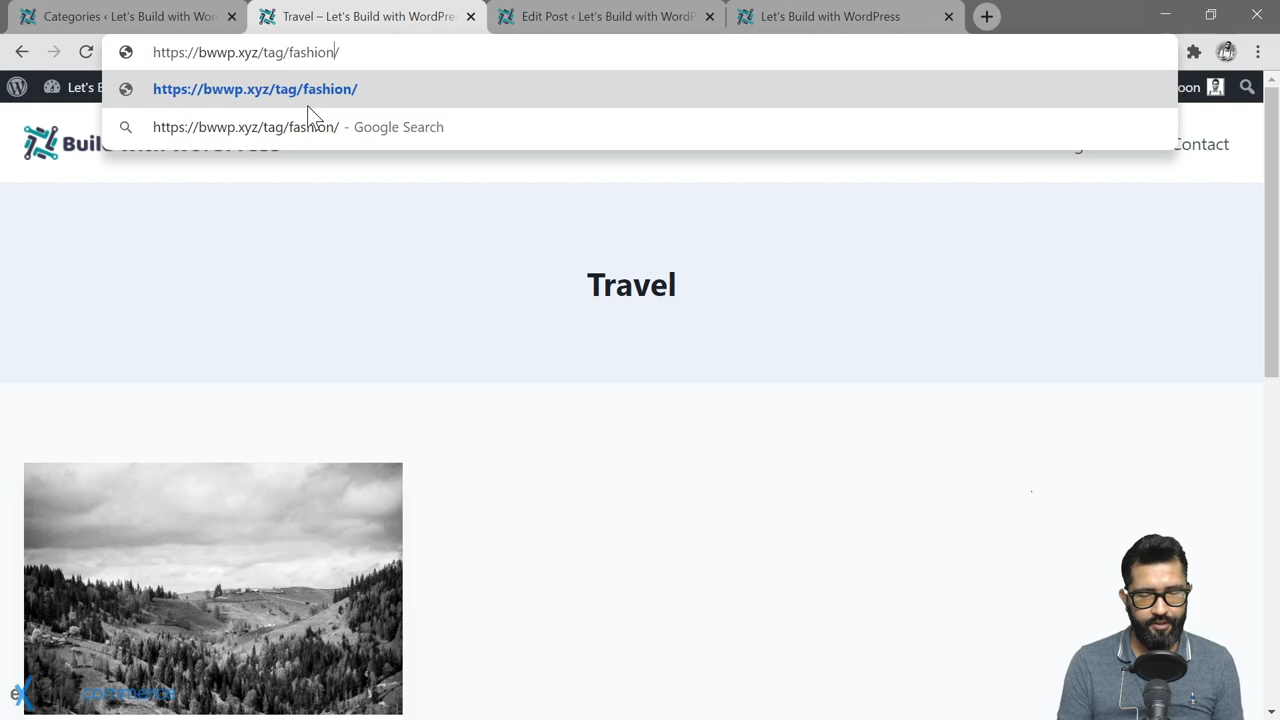 Categories ‹ Let's Build with Wor
Travel – Let's Build with WordPre
Edit Post ‹ Let's Build with WordP
Let's Build with WordPress
https://bwwp.xyz/tag/fashion/
https://bwwp.xyz/tag/fashion/
https://bwwp.xyz/tag/fashion/ - Google Search
Let's B
oon
Contact
Travel
commerce